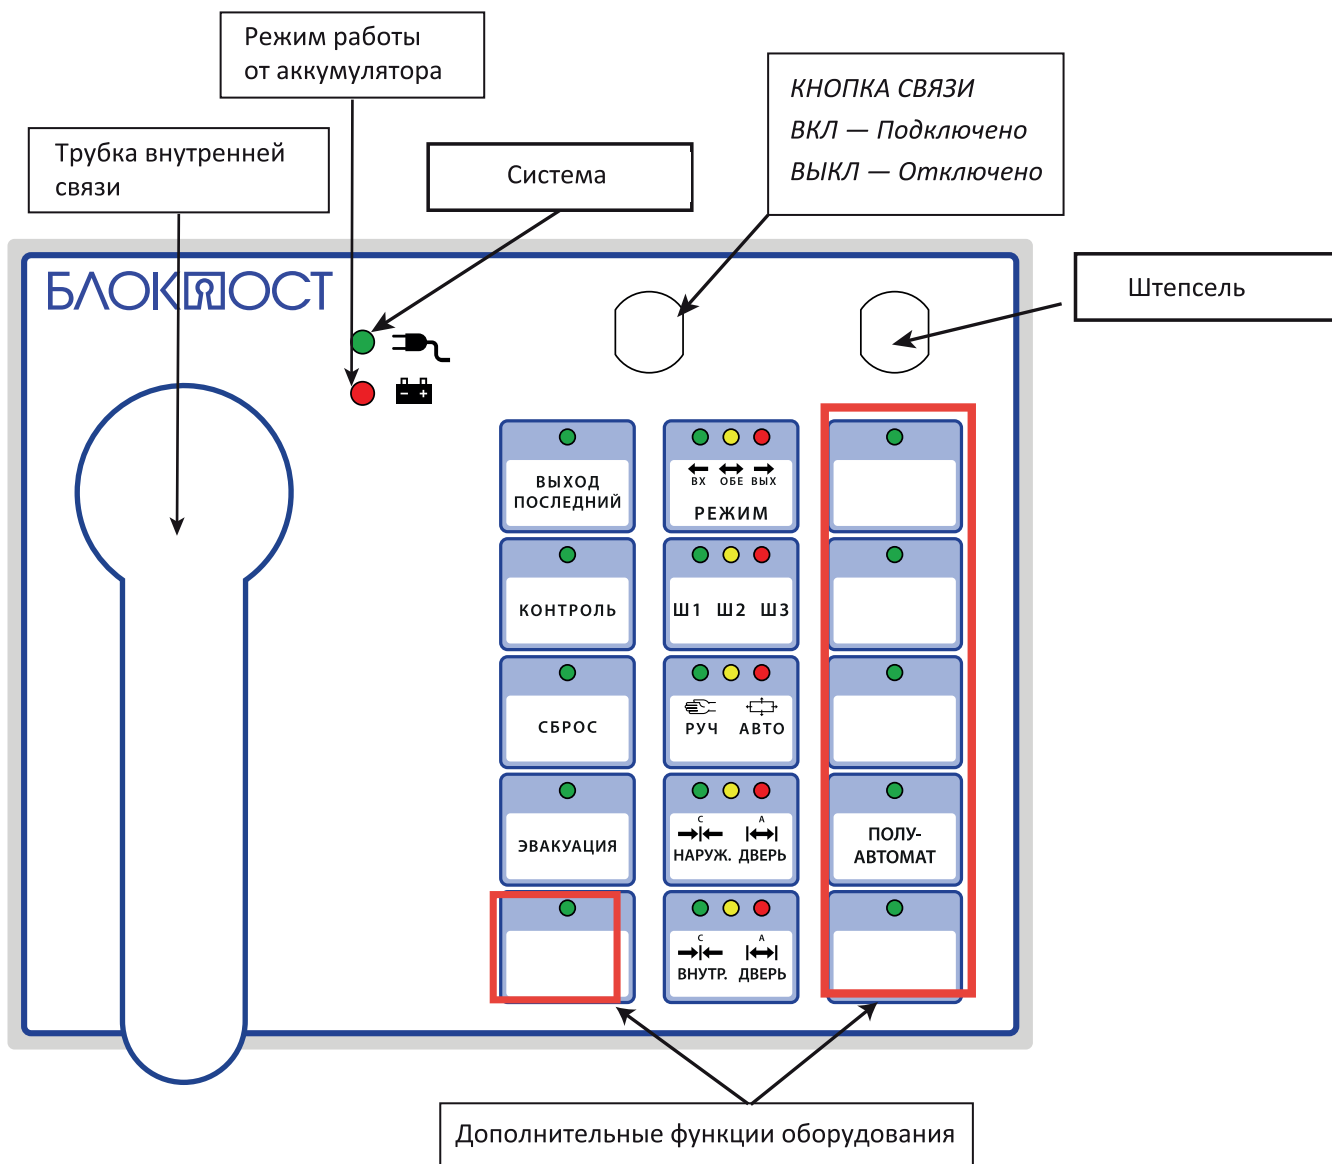 Режим работы
от аккумулятора
КНОПКА СВЯЗИ
ВКЛ — Подключено
ВЫКЛ — Отключено
Трубка внутренней
связи
Система
Штепсель
БЛОКПОСТ
ВЫХОД
ПОСЛЕДНИЙ
ВХ ОБЕ ВЫХ
РЕЖИМ
КОНТРОЛЬ
Ш1 Ш2 Ш3
СБРОС
РУЧ АВТО
ЭВАКУАЦИЯ
С А
НАРУЖ. ДВЕРЬ
ПОЛУ-
АВТОМАТ
С А
ВНУТР. ДВЕРЬ
Дополнительные функции оборудования